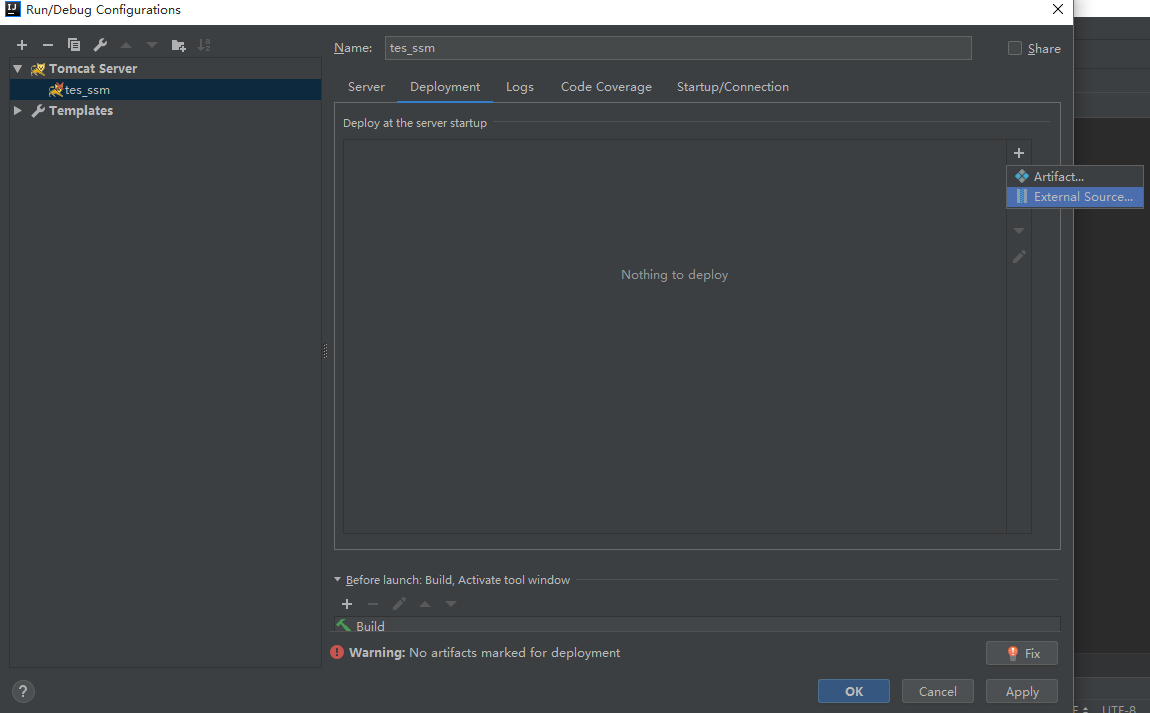 Run/Debug Configurations
Name: tes_ssm
Share
Tomcat Server
tes_ssm
Templates
Server Deployment Logs Code Coverage Startup/Connection
Deploy at the server startup
Artifact...
External Source...
Nothing to deploy
Before launch: Build, Activate tool window
Build
Warning: No artifacts marked for deployment
Fix
?
OK Cancel Apply
UTF-8